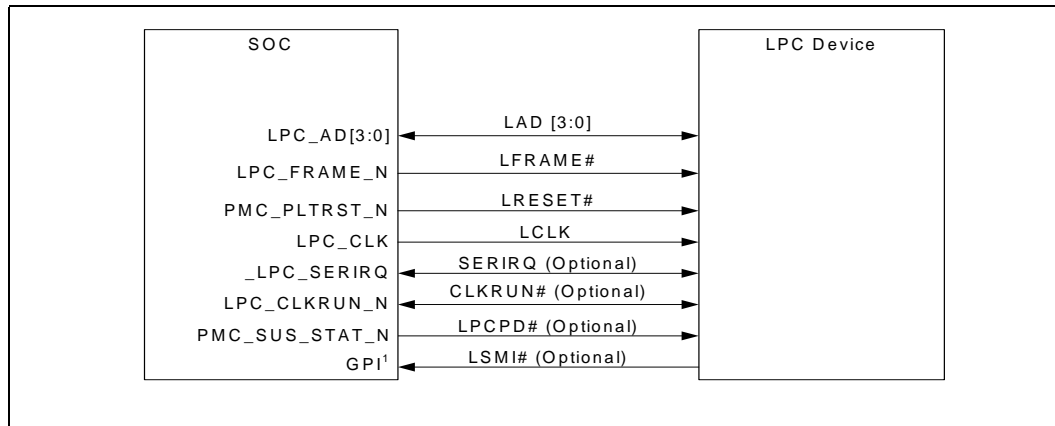 SOC LPC Device
LPC_AD[3:0] LAD [3:0]
LPC_FRAME_N LFRAME#
PMC_PLTRST_N LRESET#
LPC_CLK LCLK
_LPC_SERIRQ SERIRQ (Optional)
LPC_CLKRUN_N CLKRUN# (Optional)
PMC_SUS_STAT_N LPCPD# (Optional)
GPI¹ LSMI# (Optional)